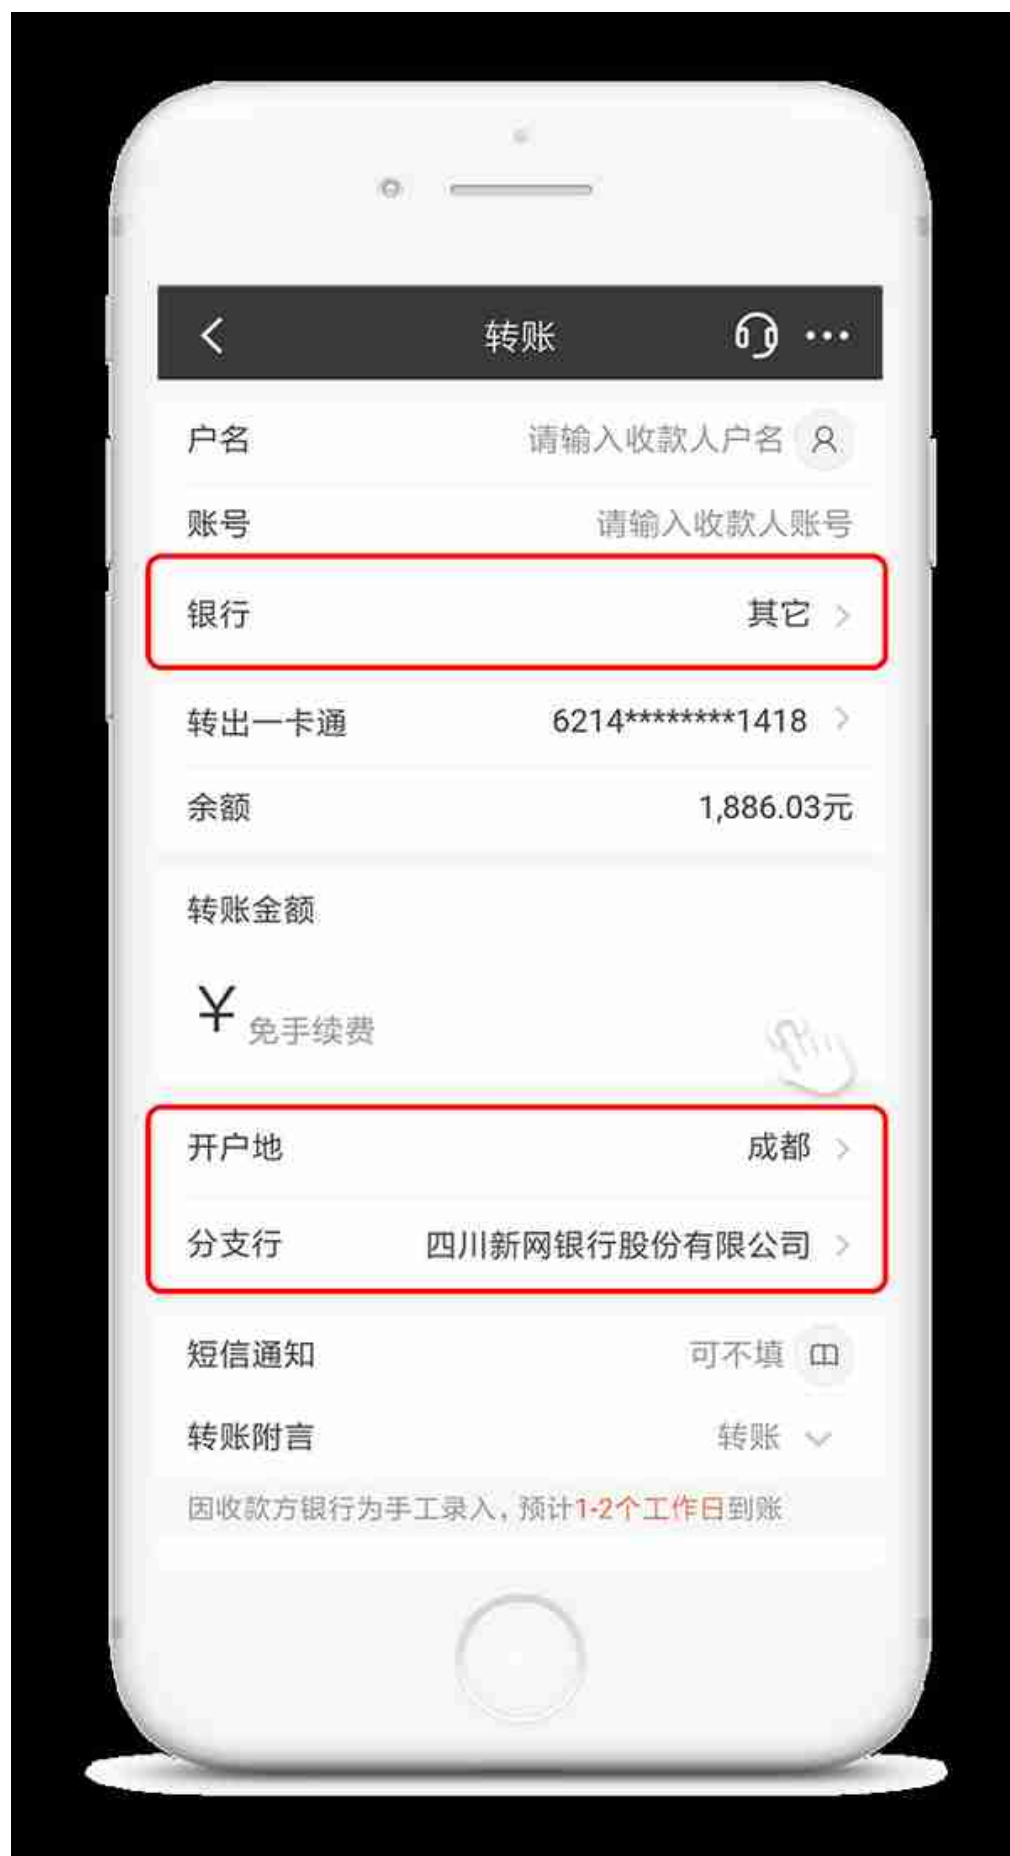 转账
户名 请输入收款人户名
账号 请输入收款人账号
银行 其它
转出一卡通 6214********1418
余额 1,886.03元
转账金额
¥ 免手续费
开户地 成都
分支行 四川新网银行股份有限公司
短信通知 可不填
转账附言 转账
因收款方银行为手工录入，预计1-2个工作日到账